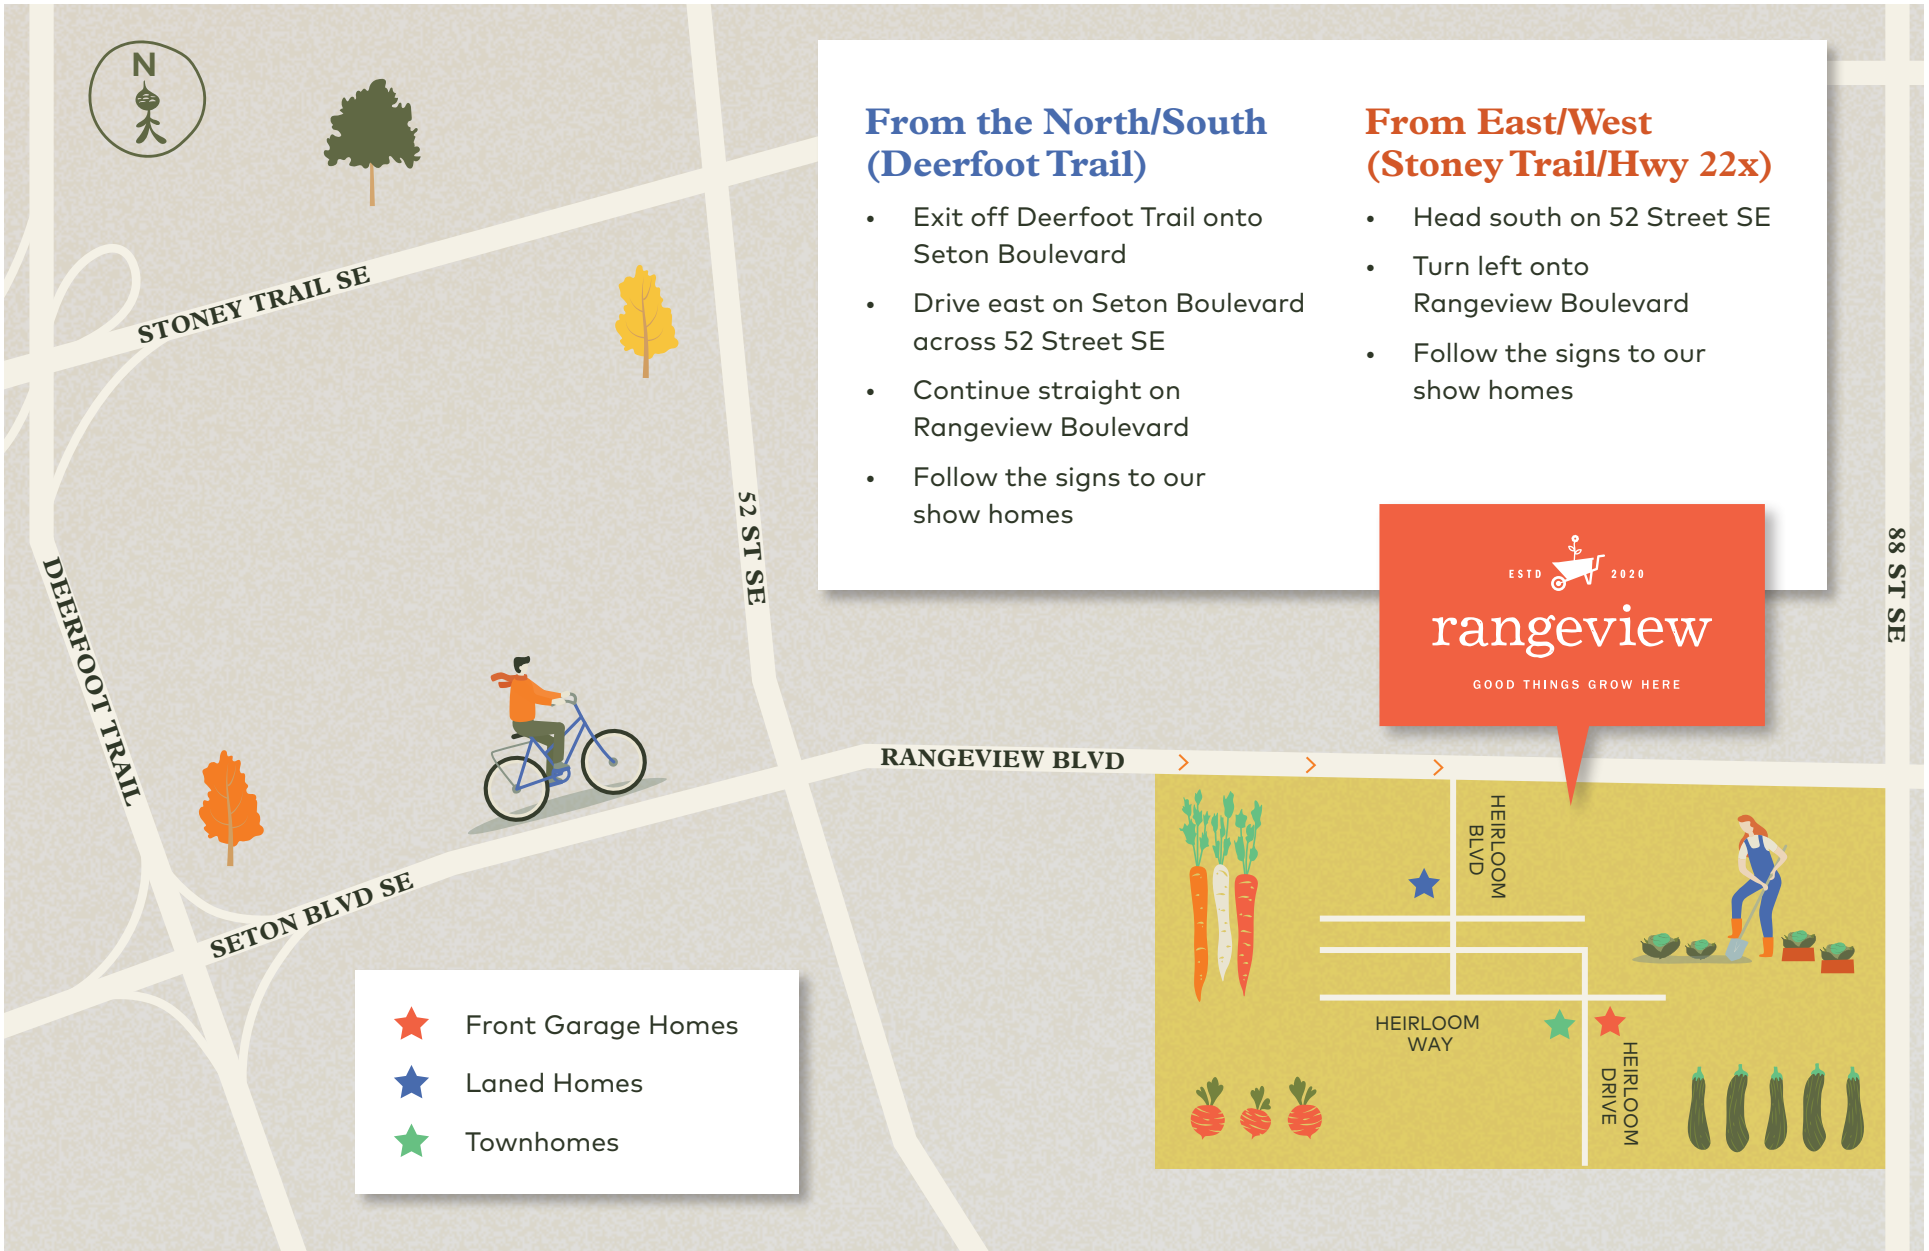 N
From the North/South
(Deerfoot Trail)
• Exit off Deerfoot Trail onto
Seton Boulevard
• Drive east on Seton Boulevard
across 52 Street SE
• Continue straight on
Rangeview Boulevard
• Follow the signs to our
show homes
From East/West
(Stoney Trail/Hwy 22x)
• Head south on 52 Street SE
• Turn left onto
Rangeview Boulevard
• Follow the signs to our
show homes
STONEY TRAIL SE
52 ST SE
88 ST SE
DEERFOOT TRAIL
ESTD 2020
rangeview
GOOD THINGS GROW HERE
RANGEVIEW BLVD
SETON BLVD SE
HEIRLOOM
BLVD
HEIRLOOM
WAY
HEIRLOOM
DRIVE
Front Garage Homes
Laned Homes
Townhomes